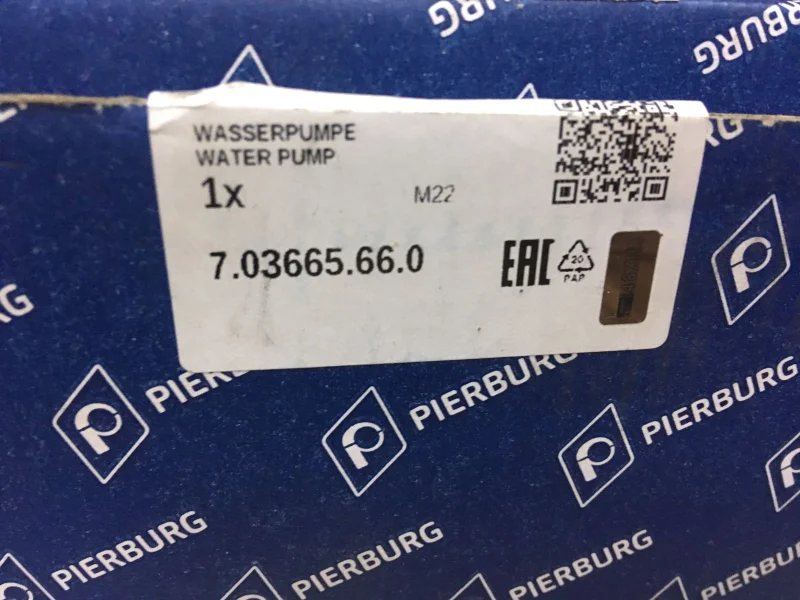 PIERBURG
WASSERPUMPE
WATER PUMP
1x
M22
7.03665.66.0
EAC
20
PAP
PIERBURG
PIERBURG
PIERBURG
PIERBURG
PIERBURG
PIERBURG